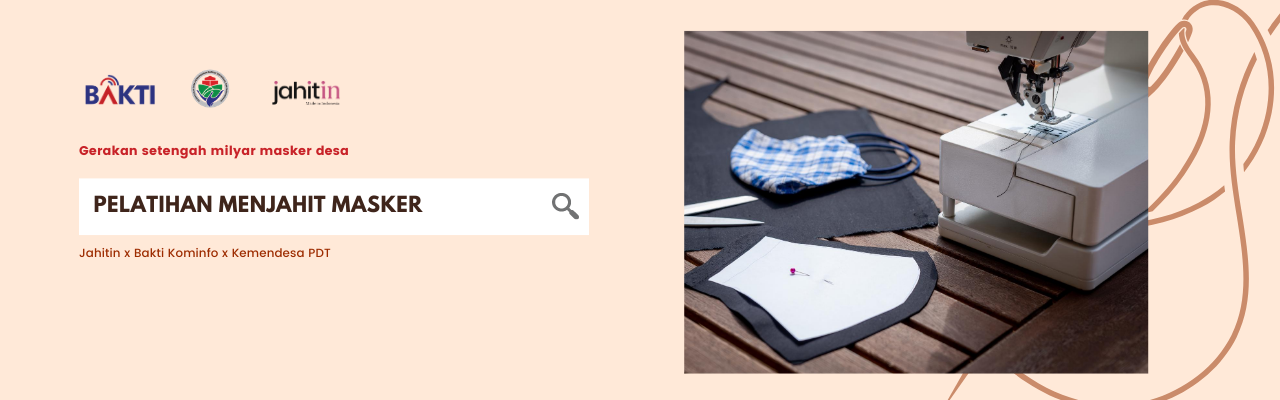 BAKTI
jahitin
Gerakan setengah milyar masker desa
PELATIHAN MENJAHIT MASKER
Jahitin x Bakti Kominfo x Kemendesa PDT